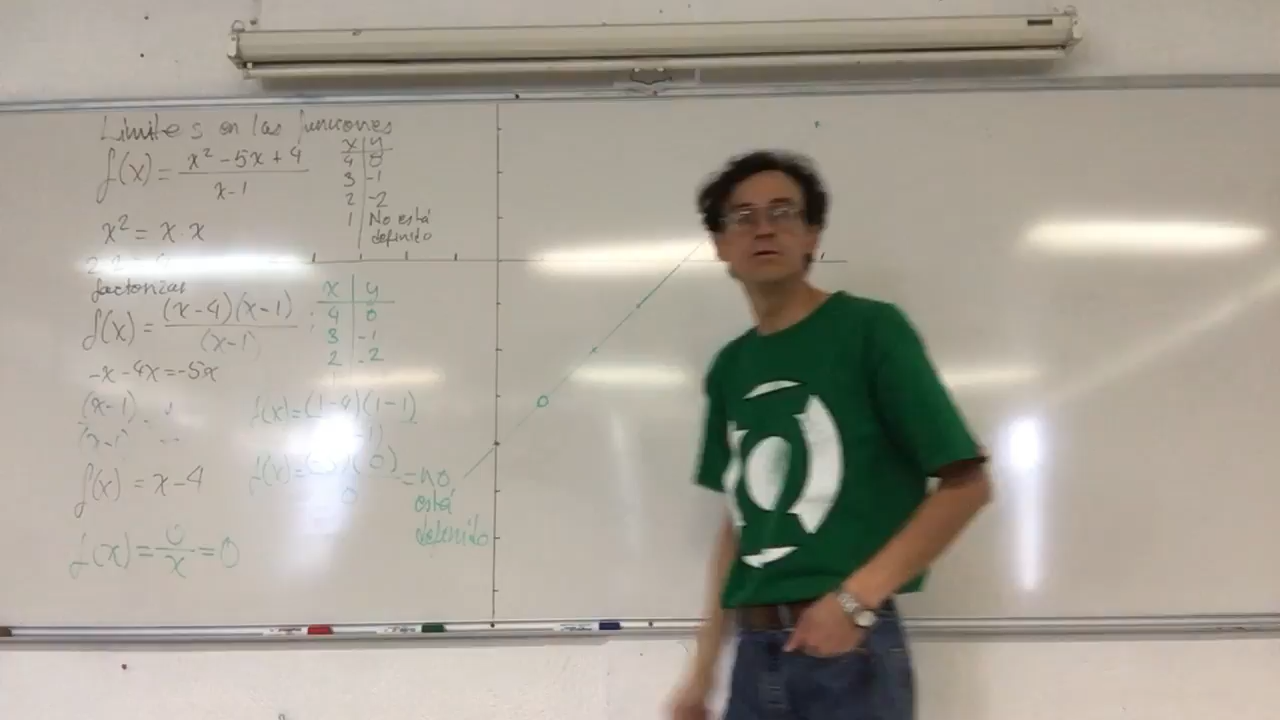 Limites en las funciones
f(x) = x² - 5x + 4 / x - 1
x | y
4 | 0
3 | -1
2 | -2
1 | No está
definido
x² = x . x
factorizar
f(x) = (x-4)(x-1) / (x-1)
x | y
4 | 0
3 | -1
2 | -2
-x - 4x = -5x
(x-1)
(x-1)
f(x) = (1-4)(1-1)
f(x) = x - 4
= no
está
definido
f(x) = 0/x = 0